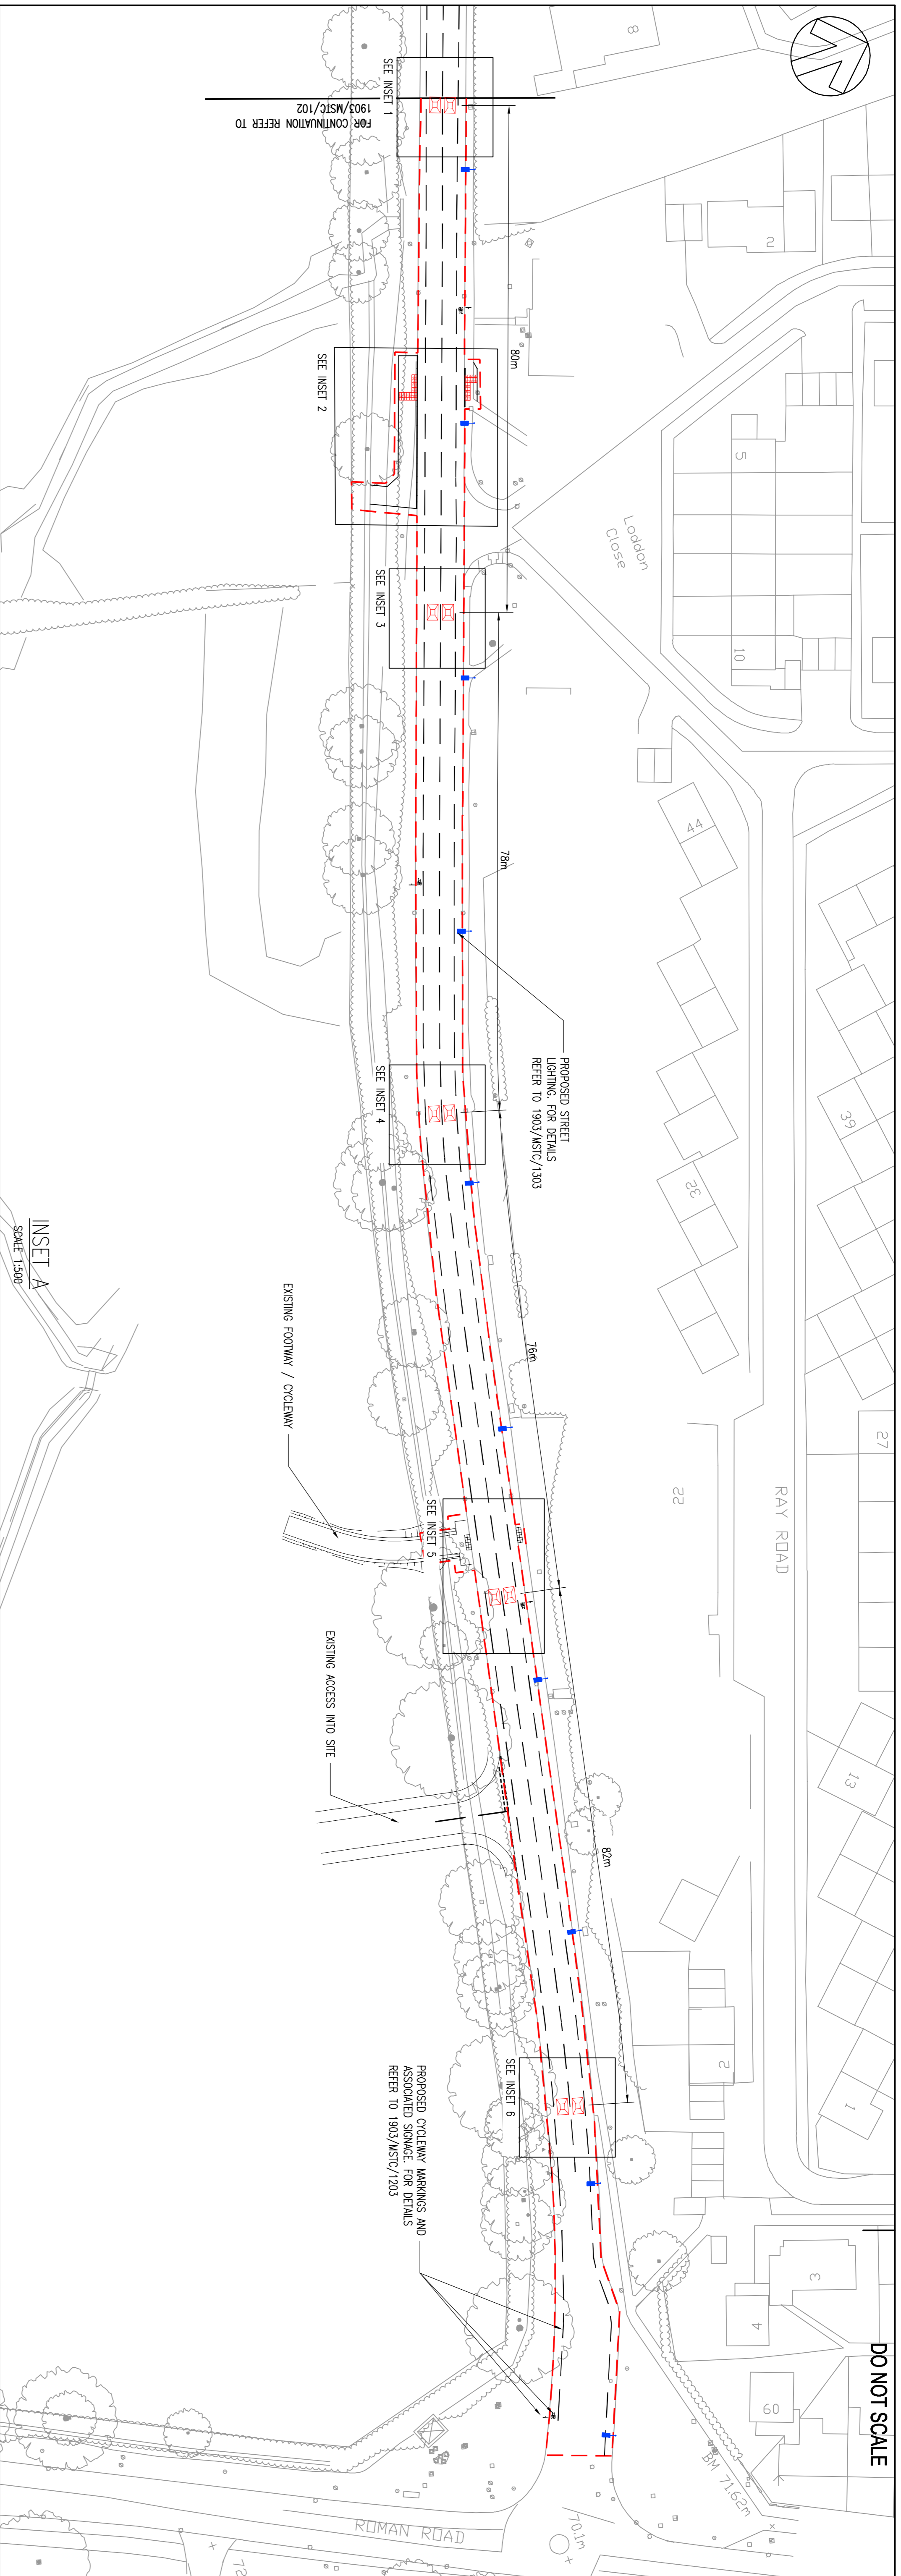 DO NOT SCALE
8
SEE INSET 1
FOR CONTINUATION REFER TO
1903/MSTC/102
2
80m
SEE INSET 2
5
Loddon
Close
10
SEE INSET 3
44
78m
PROPOSED STREET
LIGHTING. FOR DETAILS
REFER TO 1903/MSTC/1303
39
32
SEE INSET 4
INSET A
SCALE 1:500
76m
EXISTING FOOTWAY / CYCLEWAY
27
22
RAY ROAD
SEE INSET 5
EXISTING ACCESS INTO SITE
13
82m
2
1
SEE INSET 6
PROPOSED CYCLEWAY MARKINGS AND
ASSOCIATED SIGNAGE. FOR DETAILS
REFER TO 1903/MSTC/1203
3
4
60
BM 71.62m
70.1m
ROMAN ROAD